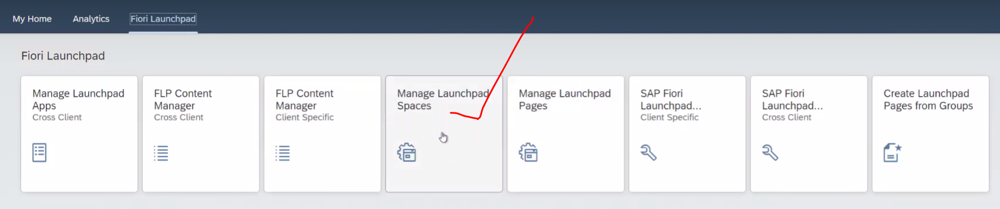 My Home Analytics Fiori Launchpad
Fiori Launchpad
Manage Launchpad
Apps
Cross Client
FLP Content
Manager
Cross Client
FLP Content
Manager
Client Specific
Manage Launchpad
Spaces
Manage Launchpad
Pages
SAP Fiori
Launchpad...
Client Specific
SAP Fiori
Launchpad...
Cross Client
Create Launchpad
Pages from Groups